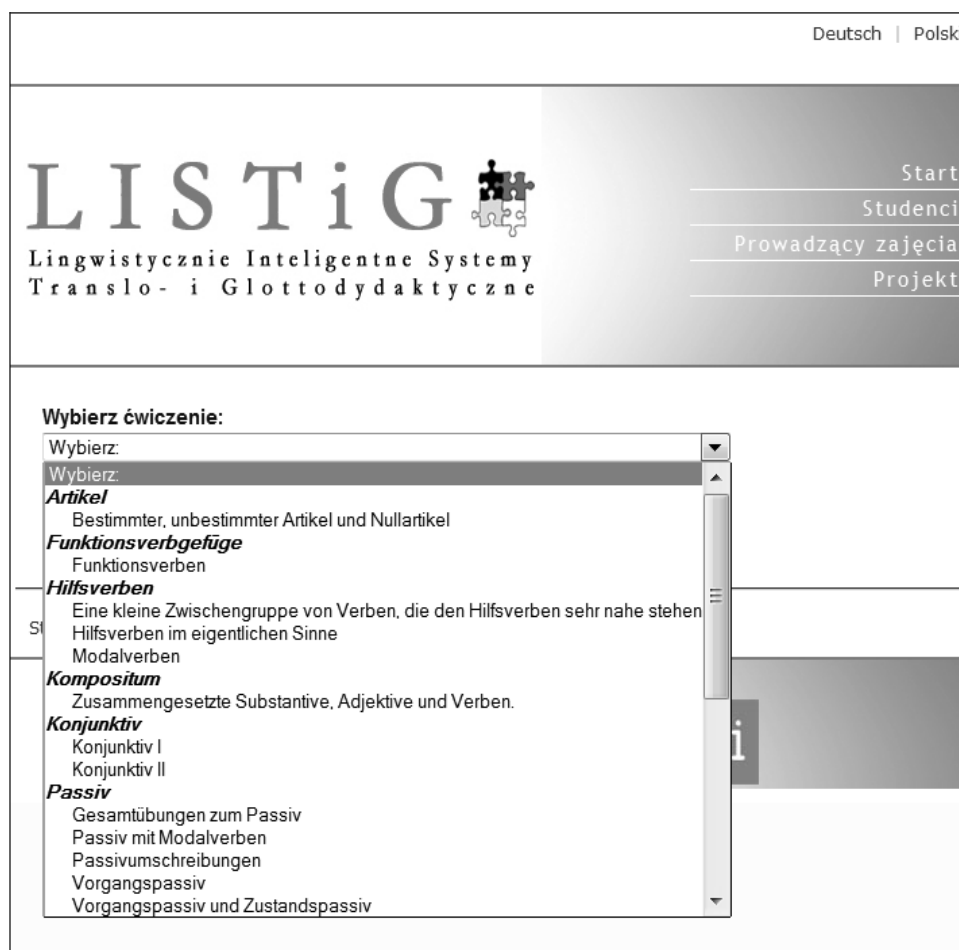 Deutsch | Polsk
LISTiG
Lingwistycznie Inteligentne Systemy
Translo- i Glottodydaktyczne
Start
Studenci
Prowadzący zajęcia
Projekt
Wybierz ćwiczenie:
Wybierz:
Wybierz:
Artikel
Bestimmter, unbestimmter Artikel und Nullartikel
Funktionsverbgefüge
Funktionsverben
Hilfsverben
Eine kleine Zwischengruppe von Verben, die den Hilfsverben sehr nahe stehen
Hilfsverben im eigentlichen Sinne
Modalverben
Kompositum
Zusammengesetzte Substantive, Adjektive und Verben.
Konjunktiv
Konjunktiv I
Konjunktiv II
Passiv
Gesamtübungen zum Passiv
Passiv mit Modalverben
Passivumschreibungen
Vorgangspassiv
Vorgangspassiv und Zustandspassiv